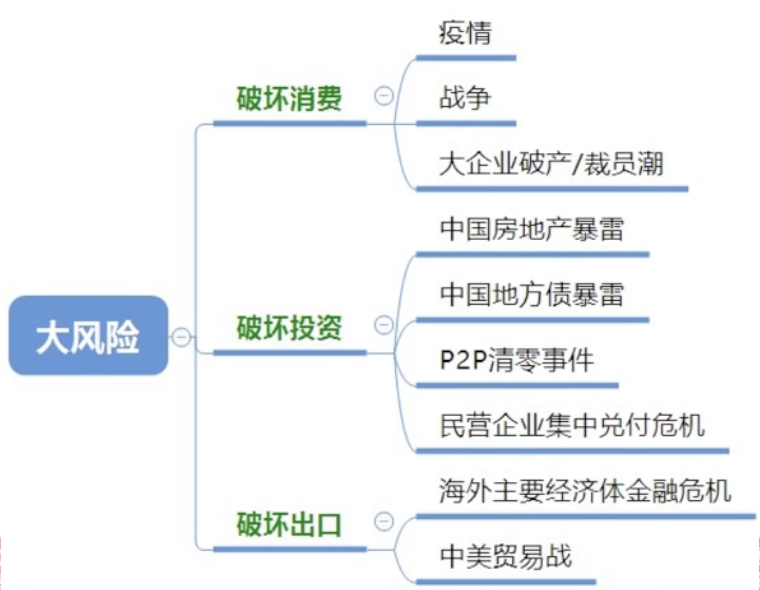 大风险
破坏消费
疫情
战争
大企业破产/裁员潮
破坏投资
中国房地产暴雷
中国地方债暴雷
P2P清零事件
民营企业集中兑付危机
破坏出口
海外主要经济体金融危机
中美贸易战